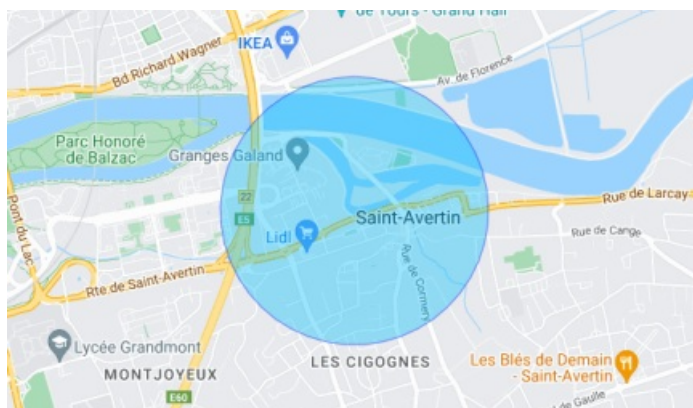 de Tours - Grand Hall
IKEA
Bd Richard Wagner
Av. de Florence
Parc Honoré
de Balzac
Granges Galand
22
E5
Rue de Larçay
Saint-Avertin
Lidl
Rue de Cange
Pont du Lac
Rte de Saint-Avertin
Rue de Cormery
Lycée Grandmont
MONTJOYEUX
LES CIGOGNES
Les Blés de Demain
- Saint-Avertin
E60
de Gaulle